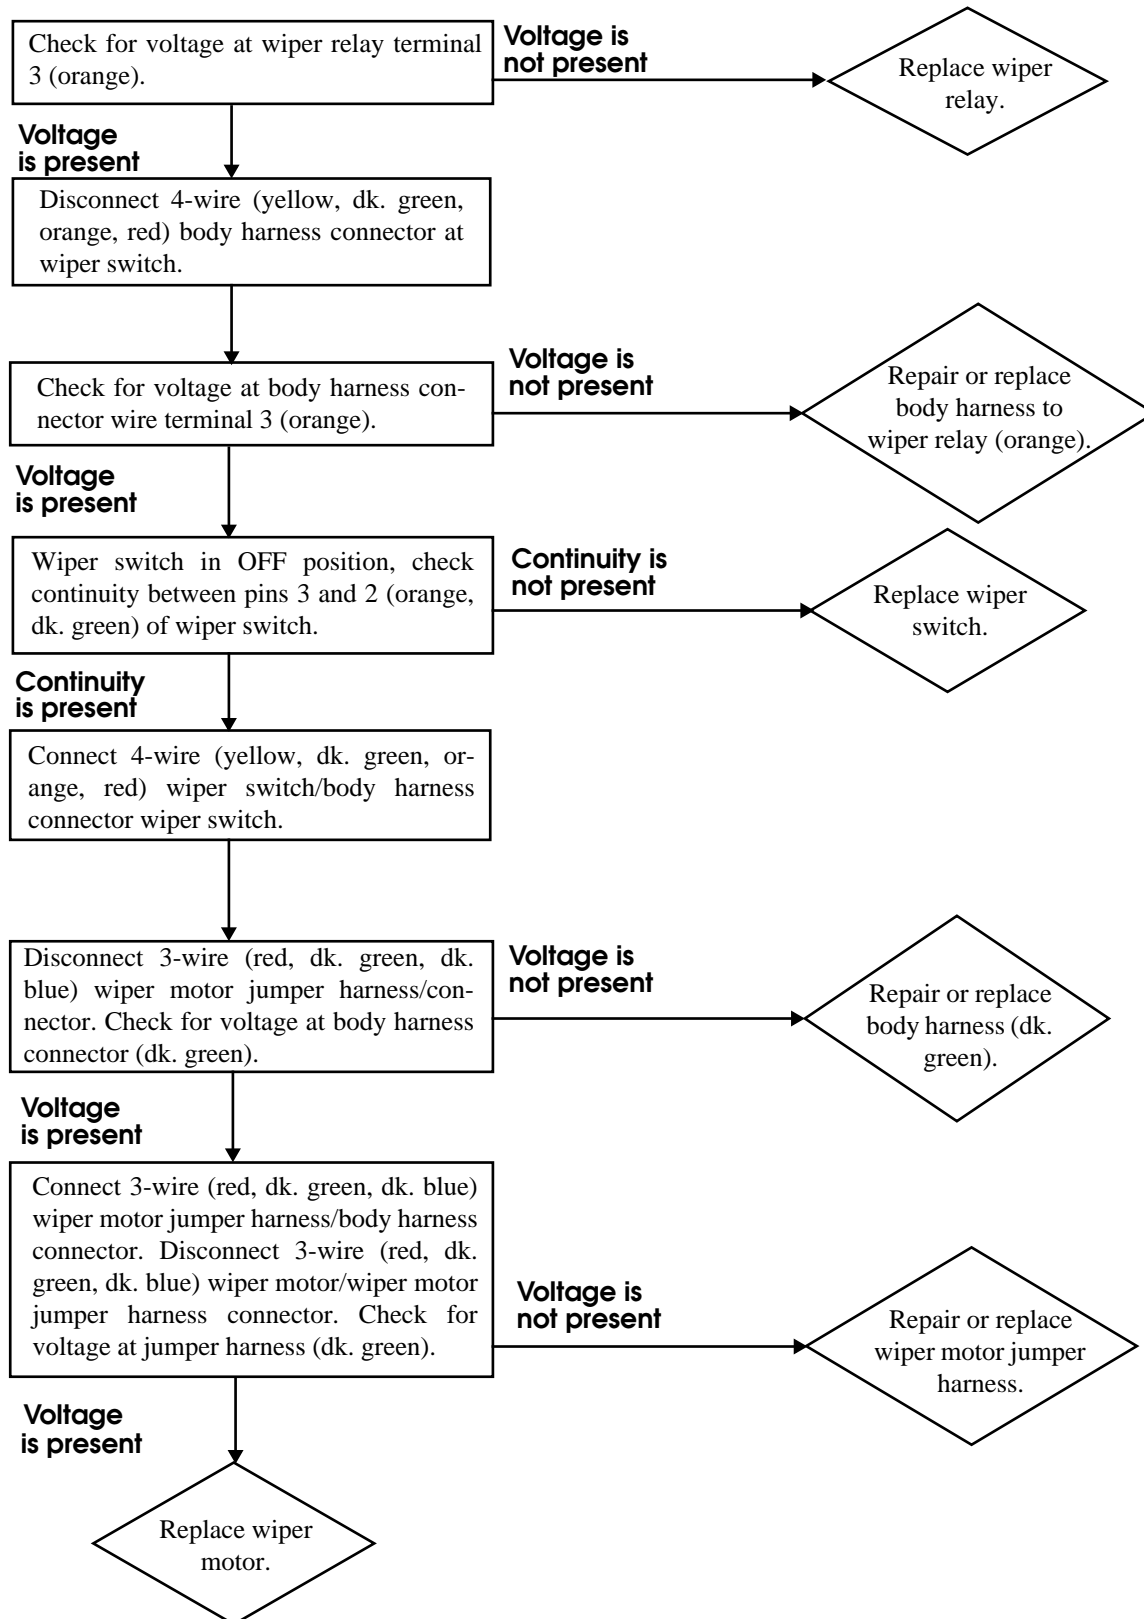 Check for voltage at wiper relay terminal
3 (orange).
Voltage is
not present
Replace wiper
relay.
Voltage
is present
Disconnect 4-wire (yellow, dk. green,
orange, red) body harness connector at
wiper switch.
Check for voltage at body harness con-
nector wire terminal 3 (orange).
Voltage is
not present
Repair or replace
body harness to
wiper relay (orange).
Voltage
is present
Wiper switch in OFF position, check
continuity between pins 3 and 2 (orange,
dk. green) of wiper switch.
Continuity is
not present
Replace wiper
switch.
Continuity
is present
Connect 4-wire (yellow, dk. green, or-
ange, red) wiper switch/body harness
connector wiper switch.
Disconnect 3-wire (red, dk. green, dk.
blue) wiper motor jumper harness/con-
nector. Check for voltage at body harness
connector (dk. green).
Voltage is
not present
Repair or replace
body harness (dk.
green).
Voltage
is present
Connect 3-wire (red, dk. green, dk. blue)
wiper motor jumper harness/body harness
connector. Disconnect 3-wire (red, dk.
green, dk. blue) wiper motor/wiper motor
jumper harness connector. Check for
voltage at jumper harness (dk. green).
Voltage is
not present
Repair or replace
wiper motor jumper
harness.
Voltage
is present
Replace wiper
motor.